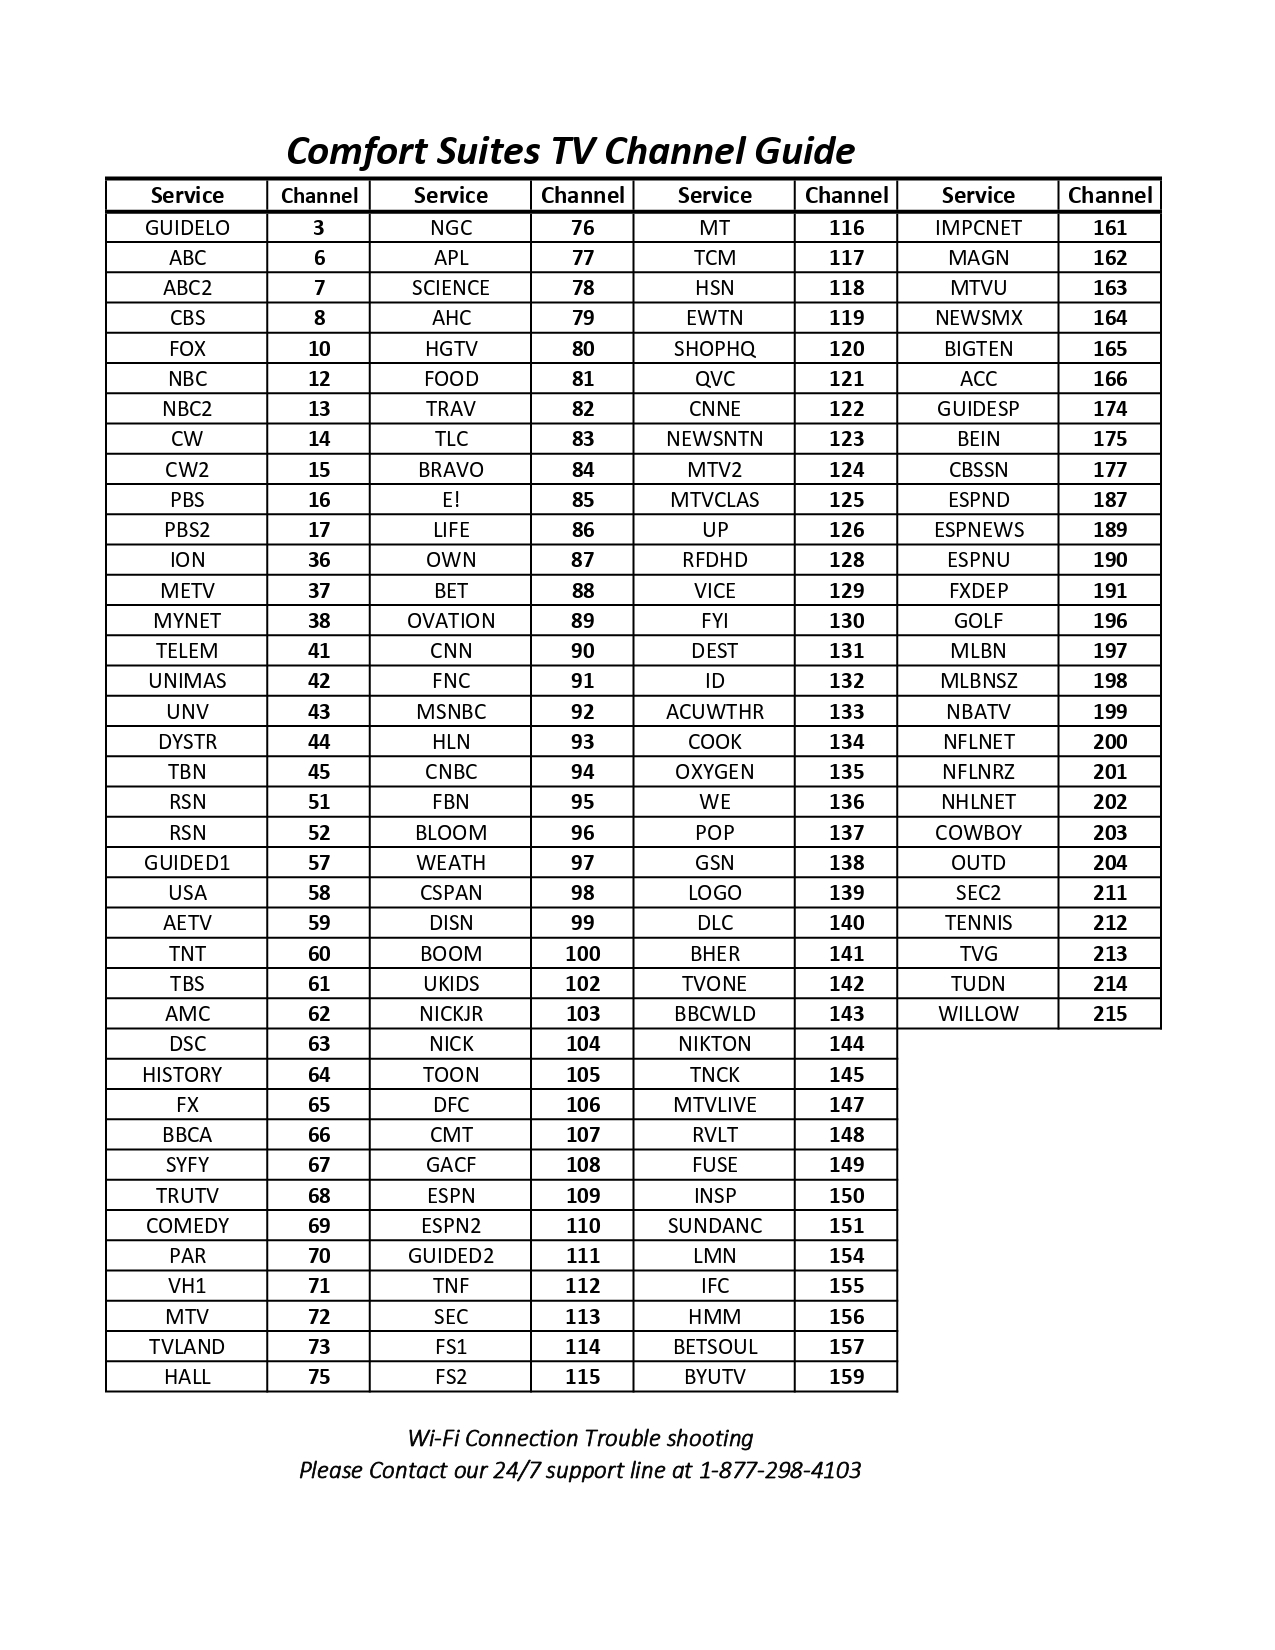 Comfort Suites TV Channel Guide
Service Channel Service Channel Service Channel Service Channel
GUIDELO 3 NGC 76 MT 116 IMPCNET 161
ABC 6 APL 77 TCM 117 MAGN 162
ABC2 7 SCIENCE 78 HSN 118 MTVU 163
CBS 8 AHC 79 EWTN 119 NEWSMX 164
FOX 10 HGTV 80 SHOPHQ 120 BIGTEN 165
NBC 12 FOOD 81 QVC 121 ACC 166
NBC2 13 TRAV 82 CNNE 122 GUIDESP 174
CW 14 TLC 83 NEWSNTN 123 BEIN 175
CW2 15 BRAVO 84 MTV2 124 CBSSN 177
PBS 16 E! 85 MTVCLAS 125 ESPND 187
PBS2 17 LIFE 86 UP 126 ESPNEWS 189
ION 36 OWN 87 RFDHD 128 ESPNU 190
METV 37 BET 88 VICE 129 FXDEP 191
MYNET 38 OVATION 89 FYI 130 GOLF 196
TELEM 41 CNN 90 DEST 131 MLBN 197
UNIMAS 42 FNC 91 ID 132 MLBNSZ 198
UNV 43 MSNBC 92 ACUWTHR 133 NBATV 199
DYSTR 44 HLN 93 COOK 134 NFLNET 200
TBN 45 CNBC 94 OXYGEN 135 NFLNRZ 201
RSN 51 FBN 95 WE 136 NHLNET 202
RSN 52 BLOOM 96 POP 137 COWBOY 203
GUIDED1 57 WEATH 97 GSN 138 OUTD 204
USA 58 CSPAN 98 LOGO 139 SEC2 211
AETV 59 DISN 99 DLC 140 TENNIS 212
TNT 60 BOOM 100 BHER 141 TVG 213
TBS 61 UKIDS 102 TVONE 142 TUDN 214
AMC 62 NICKJR 103 BBCWLD 143 WILLOW 215
DSC 63 NICK 104 NIKTON 144
HISTORY 64 TOON 105 TNCK 145
FX 65 DFC 106 MTVLIVE 147
BBCA 66 CMT 107 RVLT 148
SYFY 67 GACF 108 FUSE 149
TRUTV 68 ESPN 109 INSP 150
COMEDY 69 ESPN2 110 SUNDANC 151
PAR 70 GUIDED2 111 LMN 154
VH1 71 TNF 112 IFC 155
MTV 72 SEC 113 HMM 156
TVLAND 73 FS1 114 BETSOUL 157
HALL 75 FS2 115 BYUTV 159
Wi-Fi Connection Trouble shooting
Please Contact our 24/7 support line at 1-877-298-4103